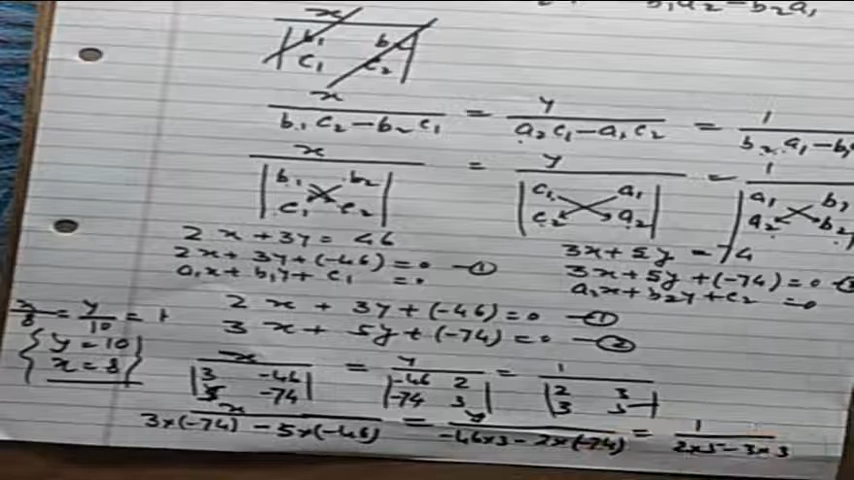 b₁a₂ - b₂a₁
x
b₁ b
c₁ c₂
x/(b₁c₂-b₂c₁) = y/(a₂c₁-a₁c₂) = 1/(b₂a₁-b₁
x/|b₁ b₂ c₁ c₂| = y/|c₁ a₁ c₂ a₂| = 1/|a₁ b₁ a₂ b₂|
2x+3y=46
2x+3y+(-46)=0 —①
a₁x+b₁y+c₁ =0
3x+5y=74
3x+5y+(-74)=0
a₁x+b₂y+c₂ =0
2x + 3y+(-46)=0 —①
3x+ 5y+(-74)=0 —②
x/8 = y/10 = 1
{y=10
x=8}
x/|3 -46 5 -74| = y/|-46 2 -74 3| = 1/|2 3 3 5|
x/(3×(-74) - 5×(-46)) = y/(-46×3-2×(-74)) = 1/(2×5-3×3)